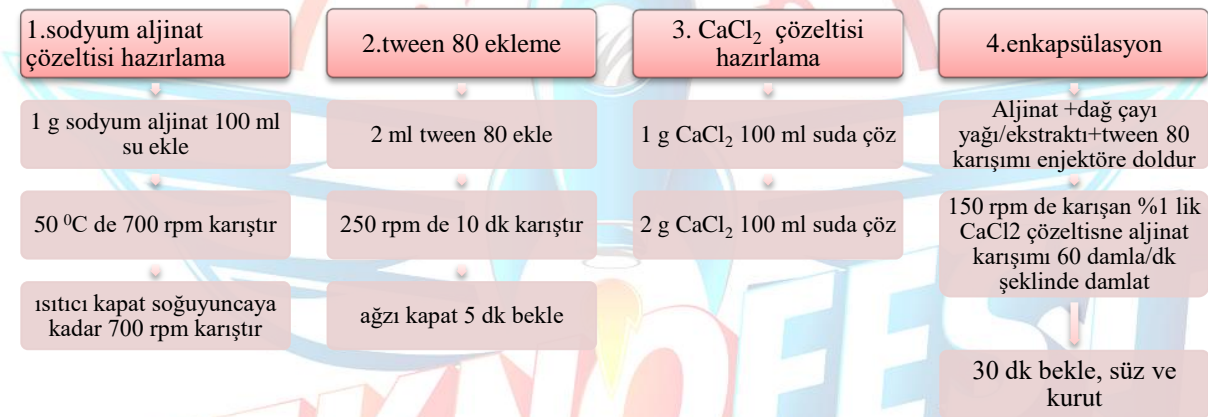 1.sodyum aljinat
çözeltisi hazırlama
1 g sodyum aljinat 100 ml
su ekle
50 ⁰C de 700 rpm karıştır
ısıtıcı kapat soğuyuncaya
kadar 700 rpm karıştır
2.tween 80 ekleme
2 ml tween 80 ekle
250 rpm de 10 dk karıştır
ağzı kapat 5 dk bekle
3. CaCl₂ çözeltisi
hazırlama
1 g CaCl₂ 100 ml suda çöz
2 g CaCl₂ 100 ml suda çöz
4.enkapsülasyon
Aljinat +dağ çayı
yağı/ekstraktı+tween 80
karışımı enjektöre doldur
150 rpm de karışan %1 lik
CaCl2 çözeltisne aljinat
karışımı 60 damla/dk
şeklinde damlat
30 dk bekle, süz ve
kurut